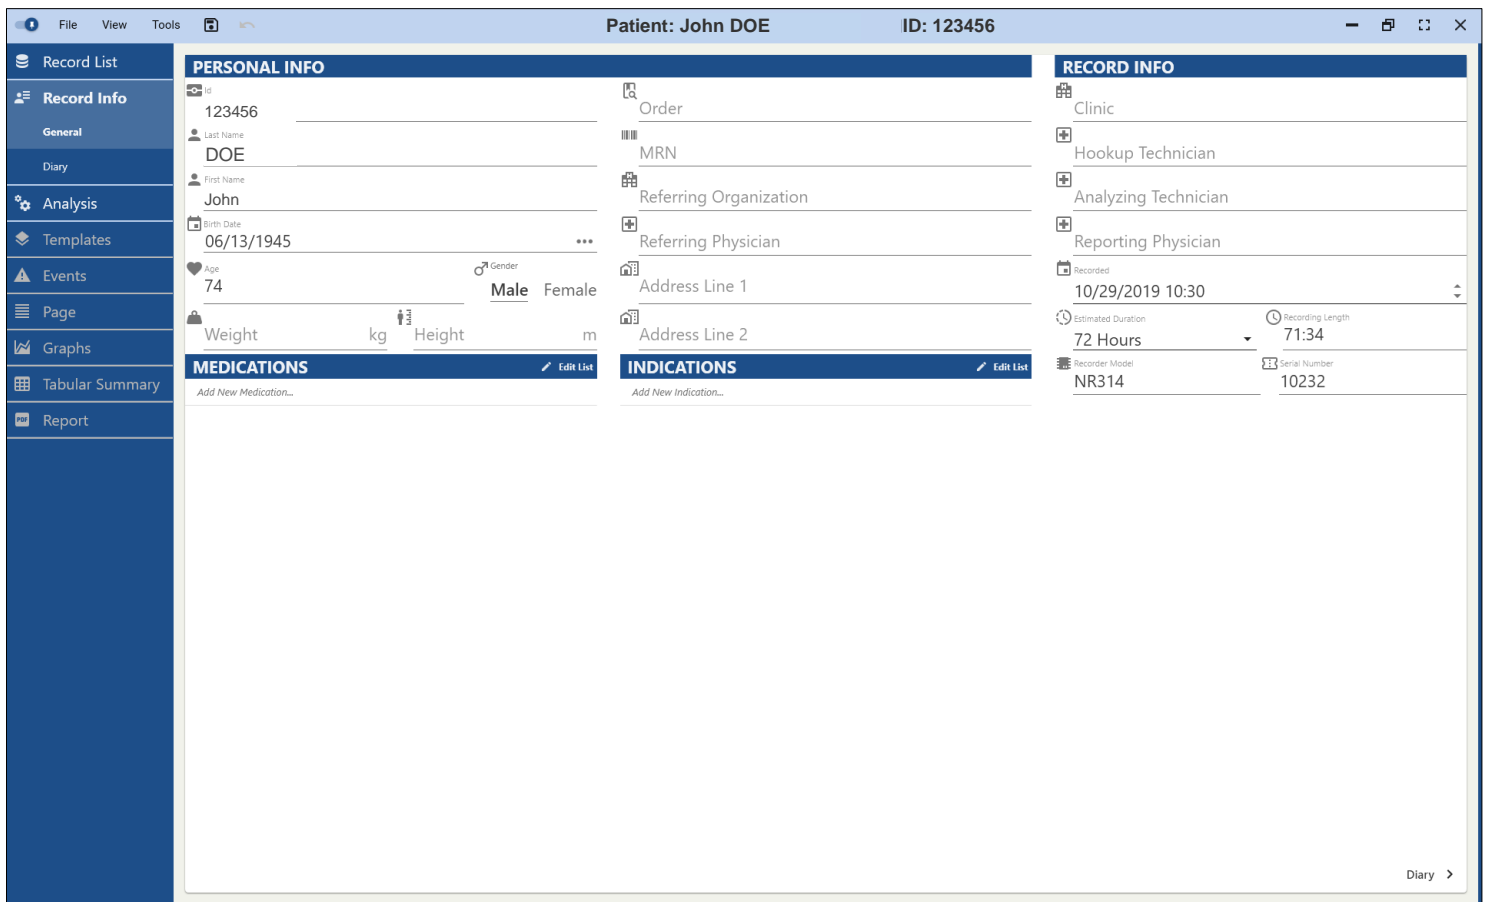 File View Tools Patient: John DOE ID: 123456
Record List
Record Info
General
Diary
Analysis
Templates
Events
Page
Graphs
Tabular Summary
PDF Report
PERSONAL INFO
Id
123456
Last Name
DOE
First Name
John
Birth Date
06/13/1945
Age
74
Gender
Male Female
Weight kg
Height m
Order
MRN
Referring Organization
Referring Physician
Address Line 1
Address Line 2
MEDICATIONS Edit List
Add New Medication...
INDICATIONS Edit List
Add New Indication...
RECORD INFO
Clinic
Hookup Technician
Analyzing Technician
Reporting Physician
Recorded
10/29/2019 10:30
Estimated Duration
72 Hours
Recording Length
71:34
Recorder Model
NR314
Serial Number
10232
Diary